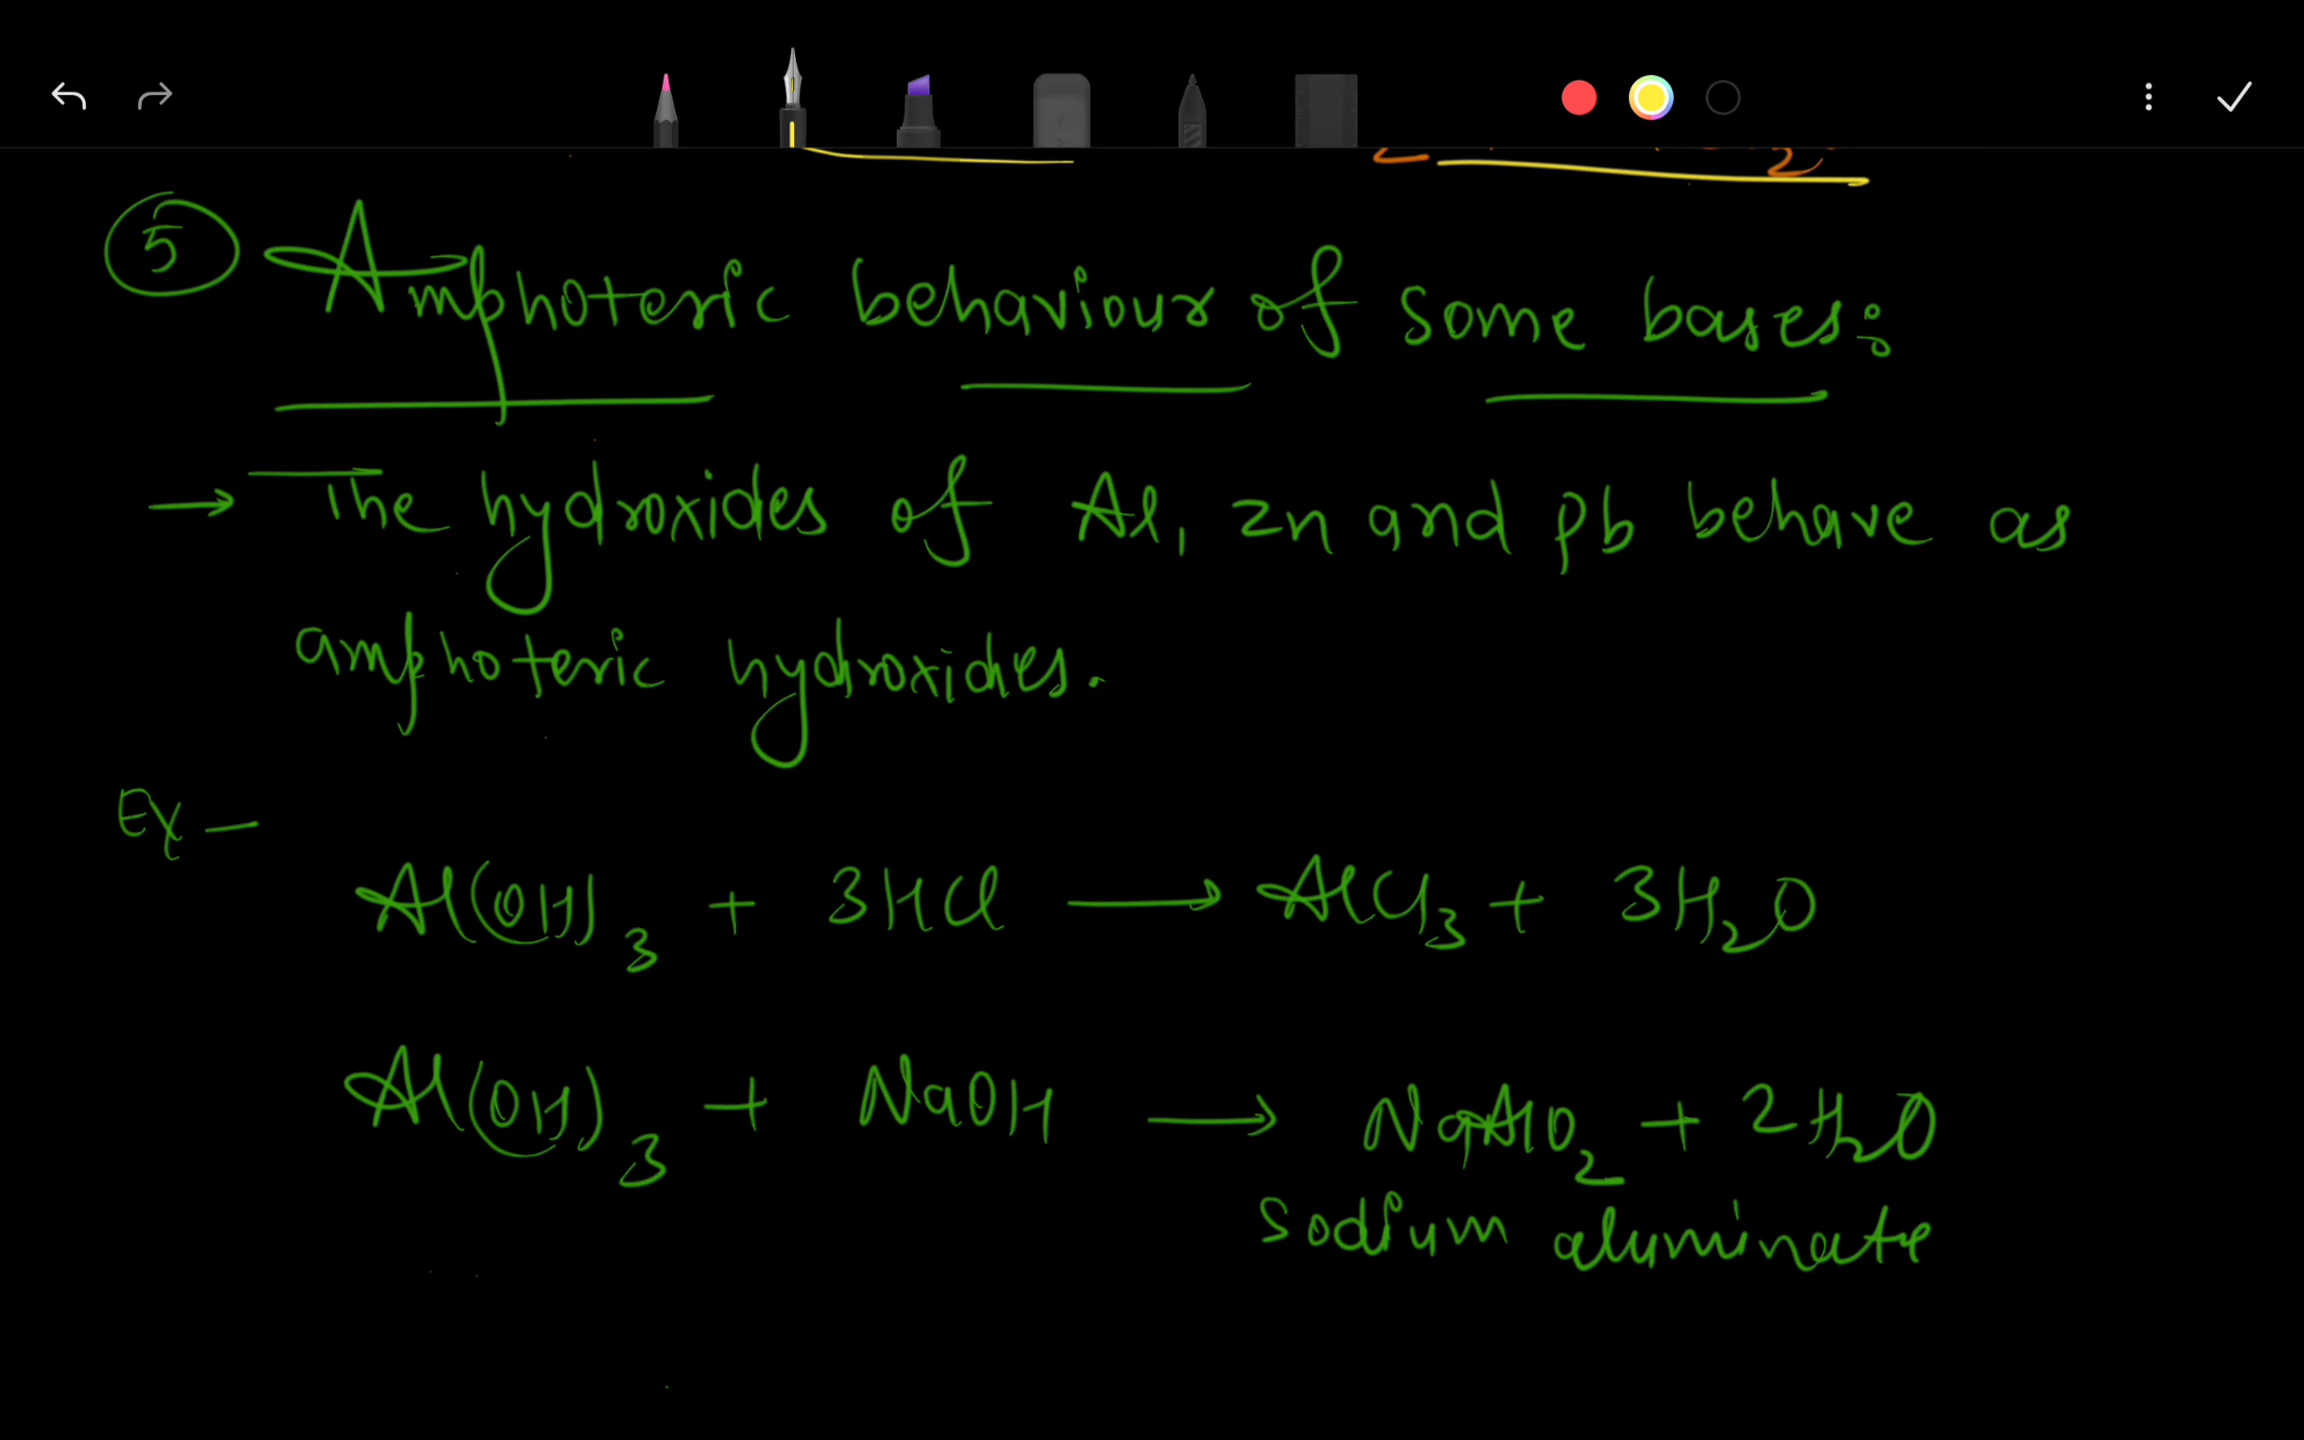 5 Amphoteric behaviour of some bases:
→ The hydroxides of Al, Zn and Pb behave as
amphoteric hydroxides.
Ex —
Al(OH)₃ + 3HCl ⟶ AlCl₃ + 3H₂O
Al(OH)₃ + NaOH ⟶ NaAlO₂ + 2H₂O
Sodium aluminate